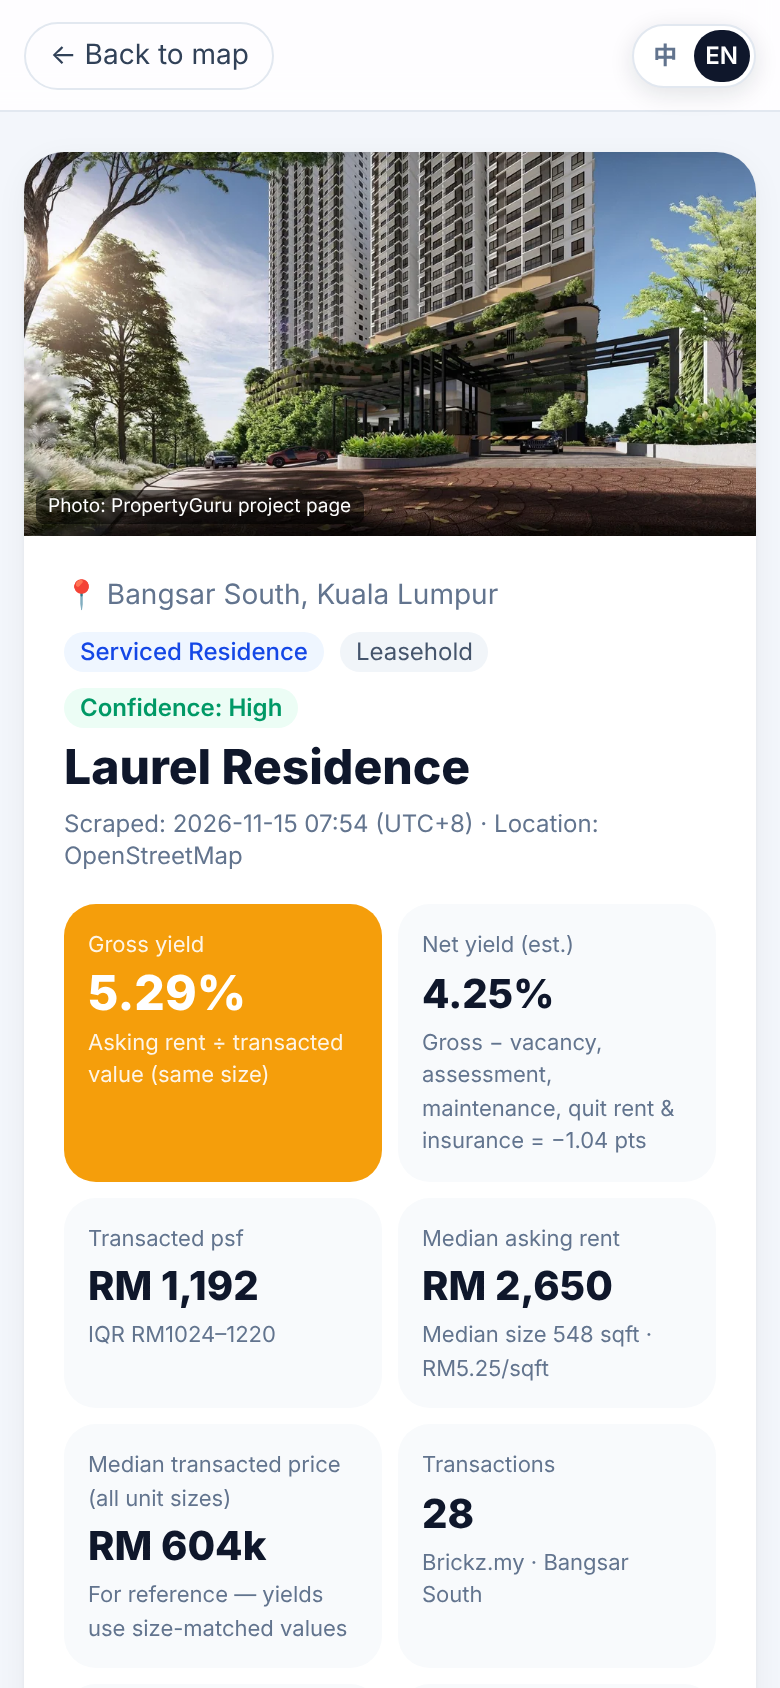 ← Back to map
中 EN
Photo: PropertyGuru project page
📍 Bangsar South, Kuala Lumpur
Serviced Residence Leasehold
Confidence: High
Laurel Residence
Scraped: 2026-11-15 07:54 (UTC+8) · Location:
OpenStreetMap
Gross yield
5.29%
Asking rent ÷ transacted
value (same size)
Net yield (est.)
4.25%
Gross − vacancy,
assessment,
maintenance, quit rent &
insurance = −1.04 pts
Transacted psf
RM 1,192
IQR RM1024–1220
Median asking rent
RM 2,650
Median size 548 sqft ·
RM5.25/sqft
Median transacted price
(all unit sizes)
RM 604k
For reference — yields
use size-matched values
Transactions
28
Brickz.my · Bangsar
South